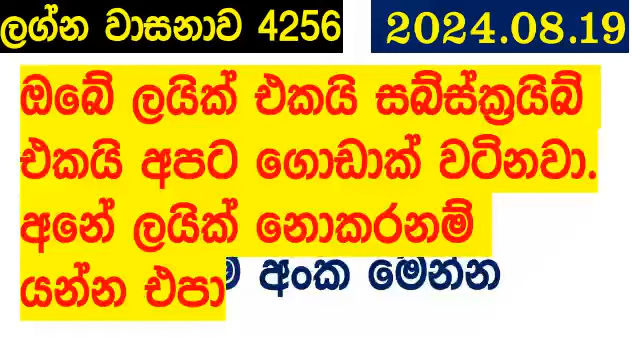 ලග්න වාසනාව 4256 2024.08.19
ඔබේ ලයික් එකයි සබ්ස්ක්‍රයිබ්
එකයි අපට ගොඩාක් වටිනවා.
අනේ ලයික් නොකරනම්
යන්න එපා අංක මෙන්න